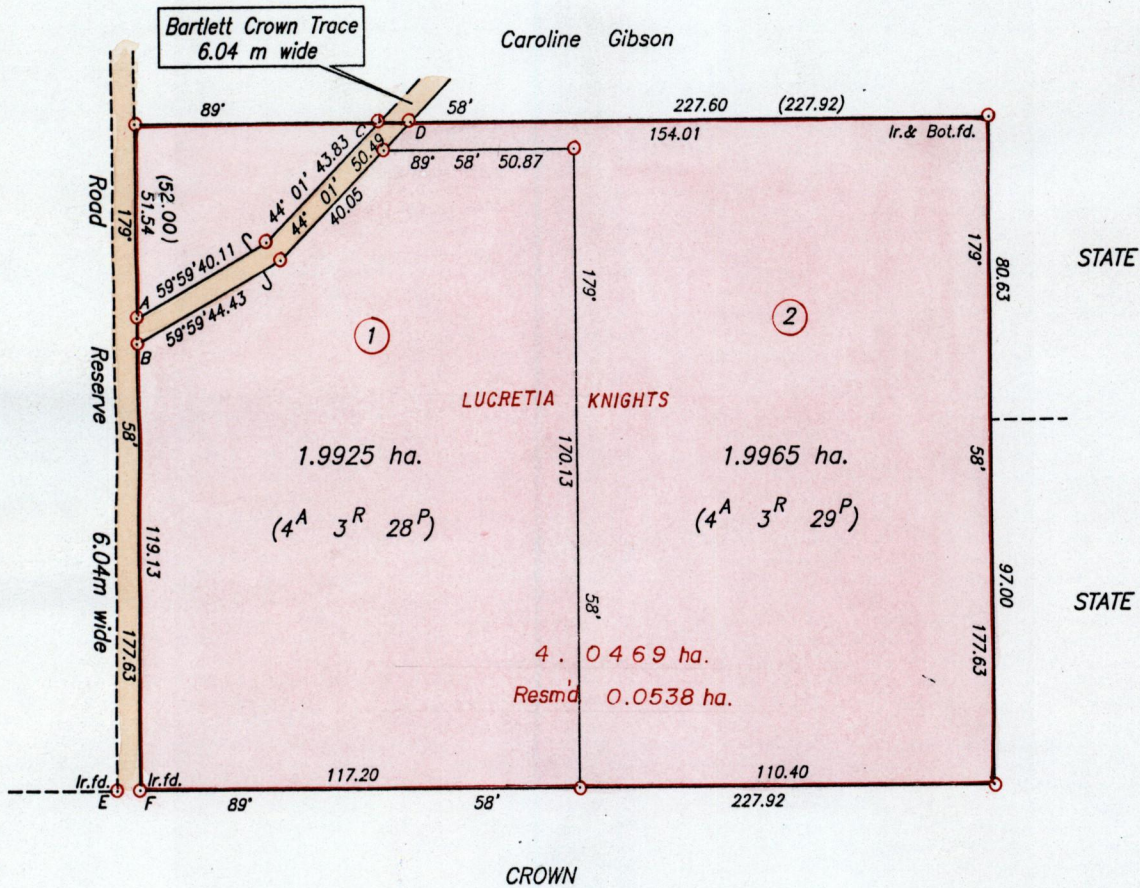 Bartlett Crown Trace
6.04 m wide
Caroline Gibson
89° 58' 227.60 (227.92)
C D 154.01 Ir.& Bot.fd.
44° 01' 43.83
44° 01' 50.49
40.05
89° 58' 50.87
Road Reserve 6.04m wide
179° 58' 177.63
(52.00)
51.54
A 59°59'40.11
B 59°59'44.43
119.13
179° 58'
170.13
179° 58' 177.63
80.63
97.00
STATE
STATE
1
2
LUCRETIA KNIGHTS
1.9925 ha.
(4A 3R 28P)
1.9965 ha.
(4A 3R 29P)
4.0469 ha.
Resm'd 0.0538 ha.
Ir.fd. Ir.fd.
E F
117.20 110.40
89° 58' 227.92
CROWN